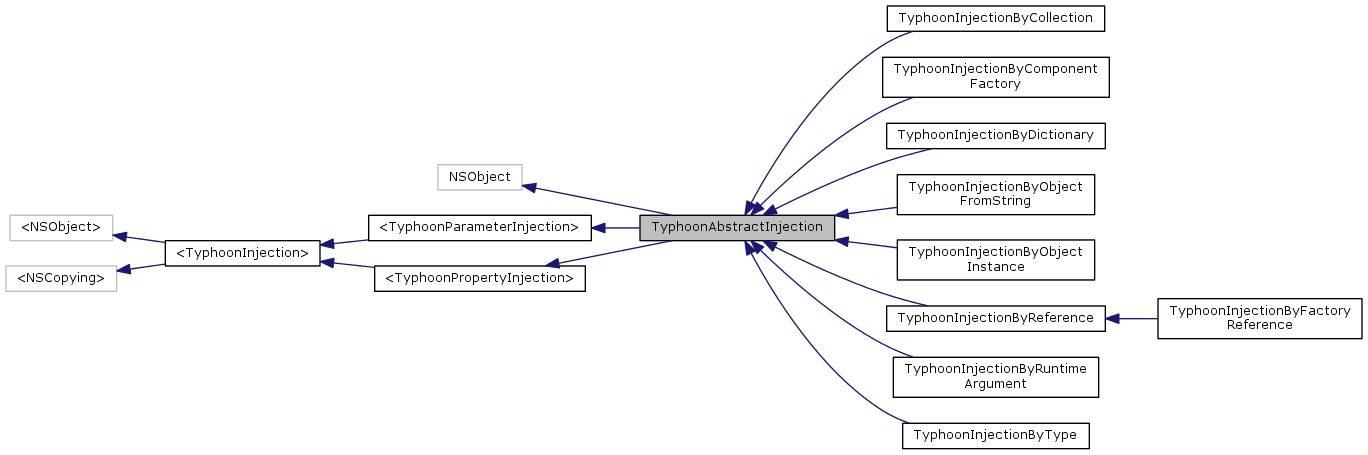 TyphoonInjectionByCollection
TyphoonInjectionByComponent
Factory
TyphoonInjectionByDictionary
NSObject
TyphoonInjectionByObject
FromString
<NSObject>
<TyphoonParameterInjection>
TyphoonAbstractInjection
<TyphoonInjection>
TyphoonInjectionByObject
Instance
<NSCopying>
<TyphoonPropertyInjection>
TyphoonInjectionByReference
TyphoonInjectionByFactory
Reference
TyphoonInjectionByRuntime
Argument
TyphoonInjectionByType